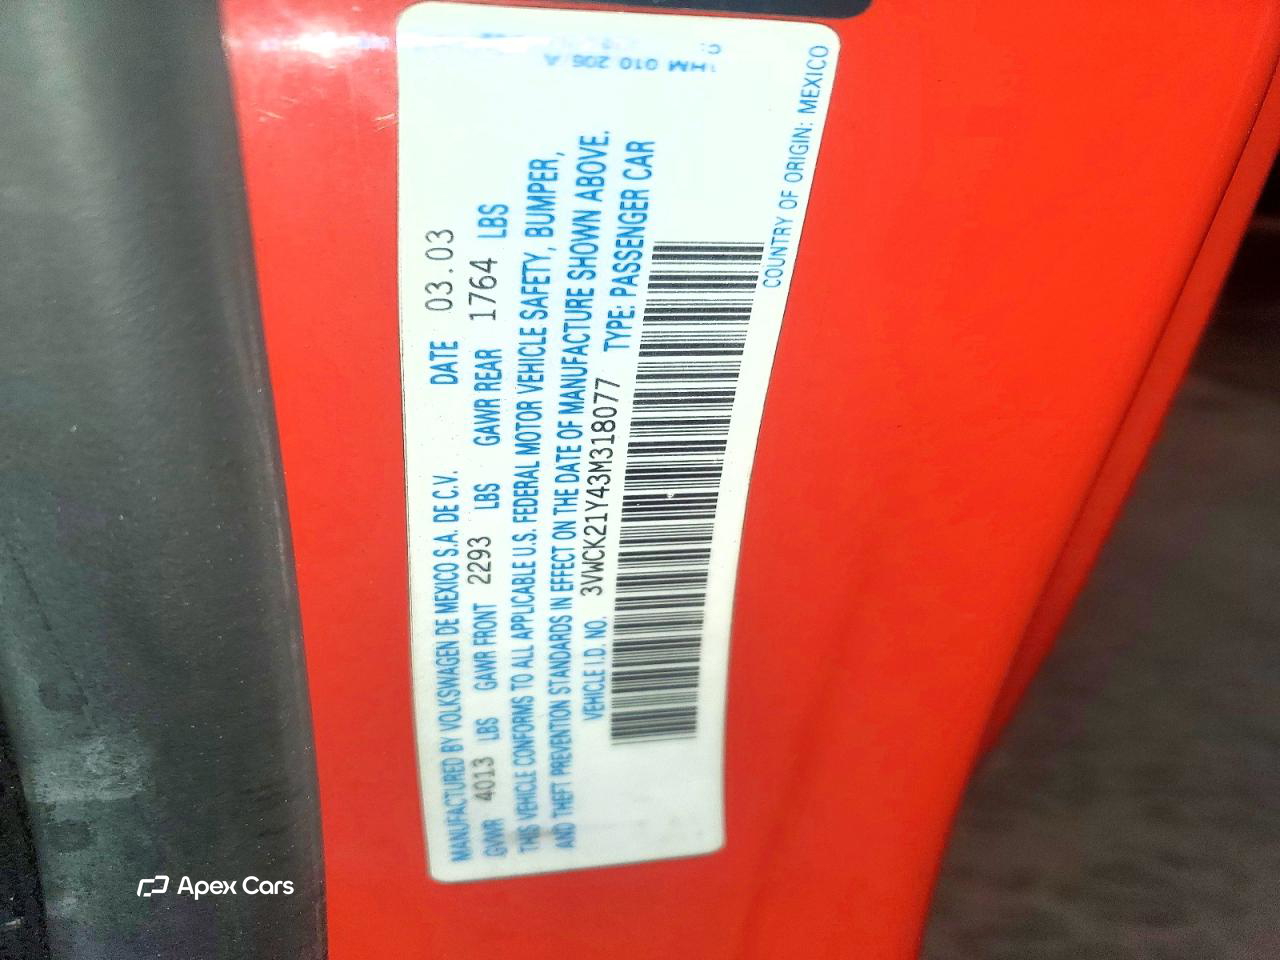 MANUFACTURED BY VOLKSWAGEN DE MEXICO S.A. DE C.V. DATE 03.03
GVWR 4013 LBS GAWR FRONT 2293 LBS GAWR REAR 1764 LBS
THIS VEHICLE CONFORMS TO ALL APPLICABLE U.S. FEDERAL MOTOR VEHICLE SAFETY, BUMPER,
AND THEFT PREVENTION STANDARDS IN EFFECT ON THE DATE OF MANUFACTURE SHOWN ABOVE.
VEHICLE I.D. NO. 3VWCK21Y43M318077 TYPE: PASSENGER CAR
COUNTRY OF ORIGIN: MEXICO
1HM 010 206 A
Apex Cars